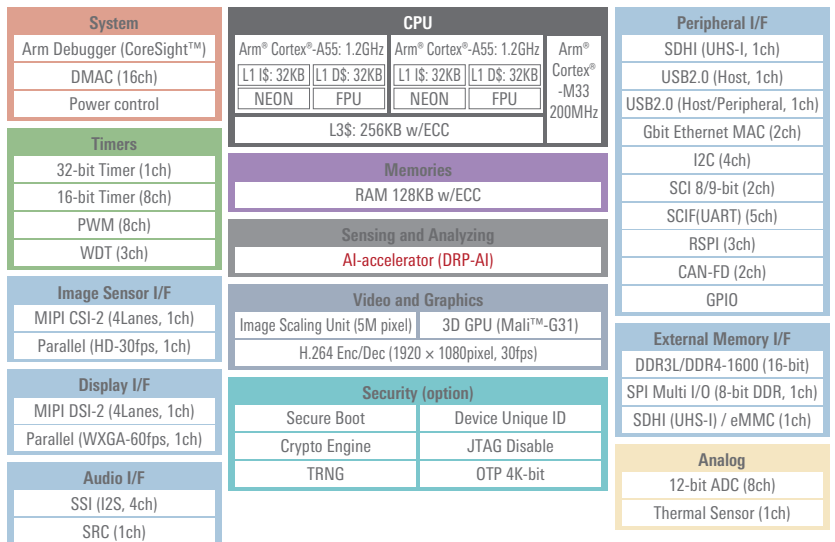 System
Arm Debugger (CoreSight™)
DMAC (16ch)
Power control
Timers
32-bit Timer (1ch)
16-bit Timer (8ch)
PWM (8ch)
WDT (3ch)
Image Sensor I/F
MIPI CSI-2 (4Lanes, 1ch)
Parallel (HD-30fps, 1ch)
Display I/F
MIPI DSI-2 (4Lanes, 1ch)
Parallel (WXGA-60fps, 1ch)
Audio I/F
SSI (I2S, 4ch)
SRC (1ch)
CPU
Arm® Cortex®-A55: 1.2GHz
L1 I$: 32KB
L1 D$: 32KB
NEON
FPU
Arm® Cortex®-A55: 1.2GHz
L1 I$: 32KB
L1 D$: 32KB
NEON
FPU
L3$: 256KB w/ECC
Arm®
Cortex®
-M33
200MHz
Memories
RAM 128KB w/ECC
Sensing and Analyzing
AI-accelerator (DRP-AI)
Video and Graphics
Image Scaling Unit (5M pixel)
3D GPU (Mali™-G31)
H.264 Enc/Dec (1920 × 1080pixel, 30fps)
Security (option)
Secure Boot
Device Unique ID
Crypto Engine
JTAG Disable
TRNG
OTP 4K-bit
Peripheral I/F
SDHI (UHS-I, 1ch)
USB2.0 (Host, 1ch)
USB2.0 (Host/Peripheral, 1ch)
Gbit Ethernet MAC (2ch)
I2C (4ch)
SCI 8/9-bit (2ch)
SCIF(UART) (5ch)
RSPI (3ch)
CAN-FD (2ch)
GPIO
External Memory I/F
DDR3L/DDR4-1600 (16-bit)
SPI Multi I/O (8-bit DDR, 1ch)
SDHI (UHS-I) / eMMC (1ch)
Analog
12-bit ADC (8ch)
Thermal Sensor (1ch)